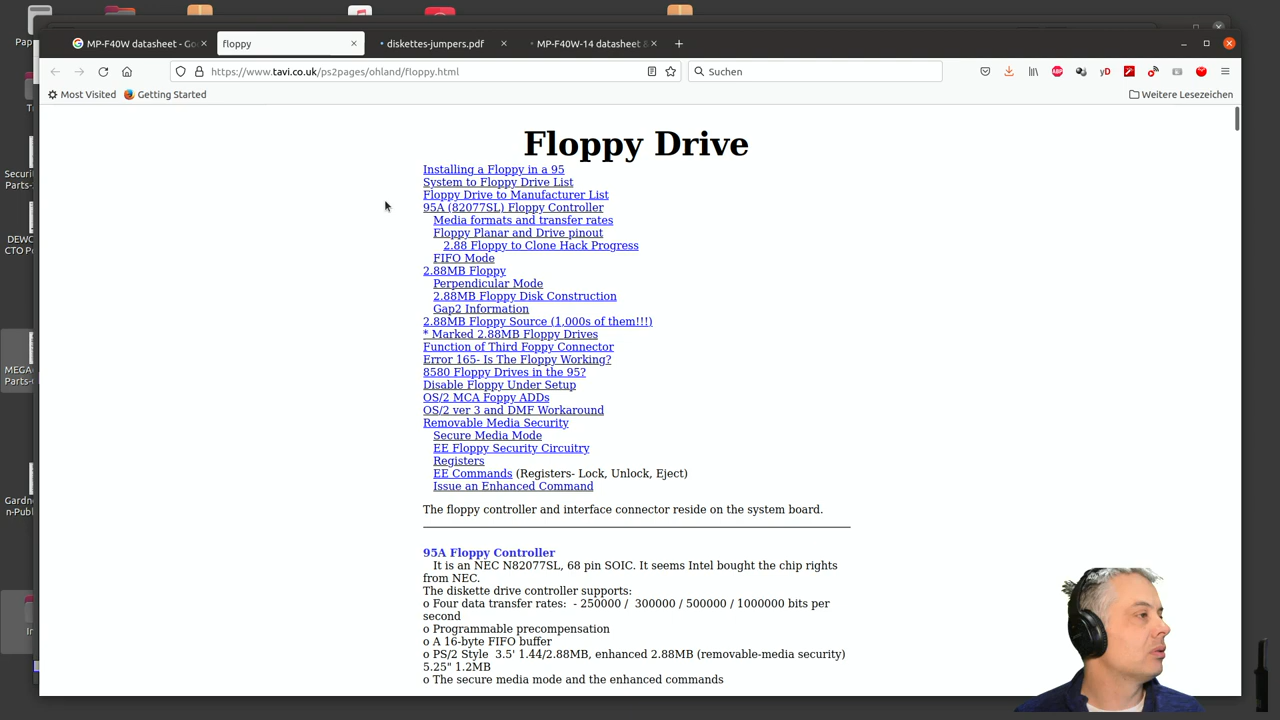 MP-F40W datasheet - Go
floppy
diskettes-jumpers.pdf
MP-F40W-14 datasheet &
https://www.tavi.co.uk/ps2pages/ohland/floppy.html
Suchen
Most Visited
Getting Started
Weitere Lesezeichen
Floppy Drive
Installing a Floppy in a 95
System to Floppy Drive List
Floppy Drive to Manufacturer List
95A (82077SL) Floppy Controller
Media formats and transfer rates
Floppy Planar and Drive pinout
2.88 Floppy to Clone Hack Progress
FIFO Mode
2.88MB Floppy
Perpendicular Mode
2.88MB Floppy Disk Construction
Gap2 Information
2.88MB Floppy Source (1,000s of them!!!)
* Marked 2.88MB Floppy Drives
Function of Third Foppy Connector
Error 165- Is The Floppy Working?
8580 Floppy Drives in the 95?
Disable Floppy Under Setup
OS/2 MCA Foppy ADDs
OS/2 ver 3 and DMF Workaround
Removable Media Security
Secure Media Mode
EE Floppy Security Circuitry
Registers
EE Commands (Registers- Lock, Unlock, Eject)
Issue an Enhanced Command
The floppy controller and interface connector reside on the system board.
95A Floppy Controller
It is an NEC N82077SL, 68 pin SOIC. It seems Intel bought the chip rights
from NEC.
The diskette drive controller supports:
o Four data transfer rates:  - 250000 /  300000 / 500000 / 1000000 bits per
second
o Programmable precompensation
o A 16-byte FIFO buffer
o PS/2 Style  3.5' 1.44/2.88MB, enhanced 2.88MB (removable-media security)
5.25" 1.2MB
o The secure media mode and the enhanced commands